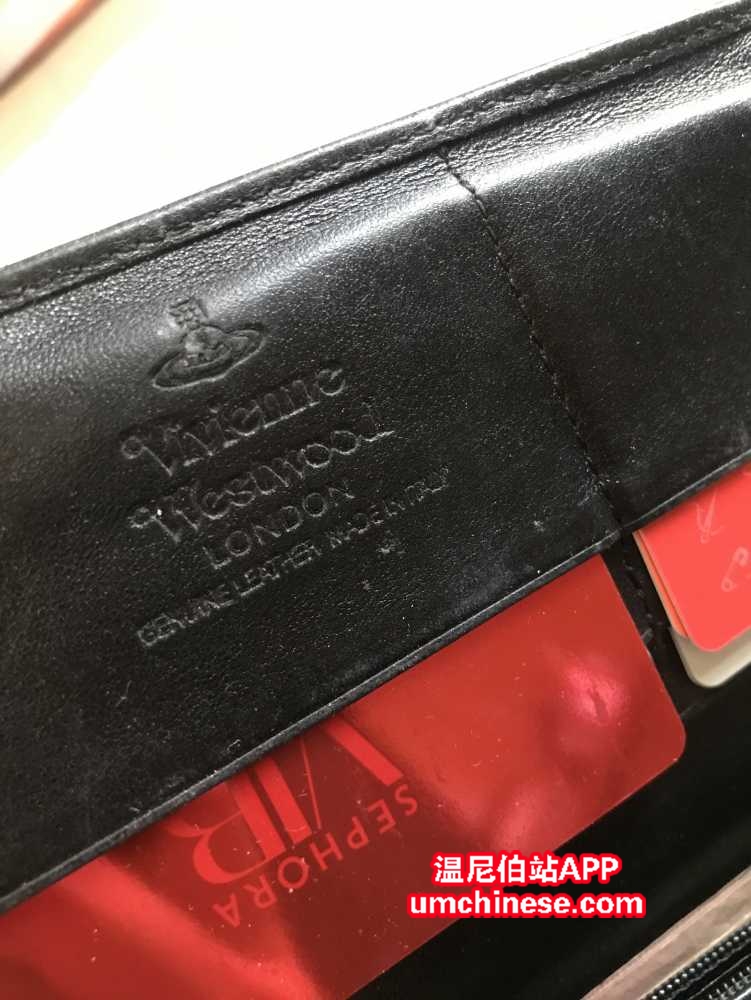 Vivienne
Westwood
LONDON
GENUINE LEATHER MADE IN ITALY
VIB
SEPHORA
温尼伯站APP
umchinese.com